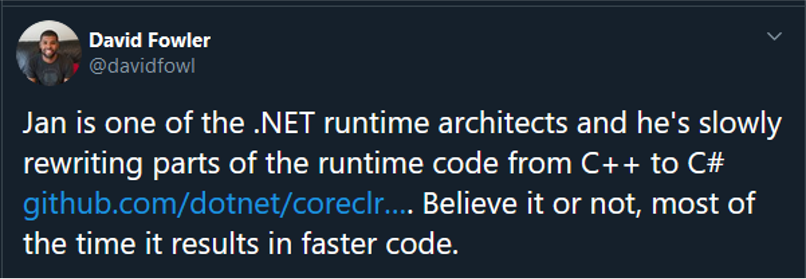 David Fowler
@davidfowl
Jan is one of the .NET runtime architects and he's slowly
rewriting parts of the runtime code from C++ to C#
github.com/dotnet/coreclr.... Believe it or not, most of
the time it results in faster code.